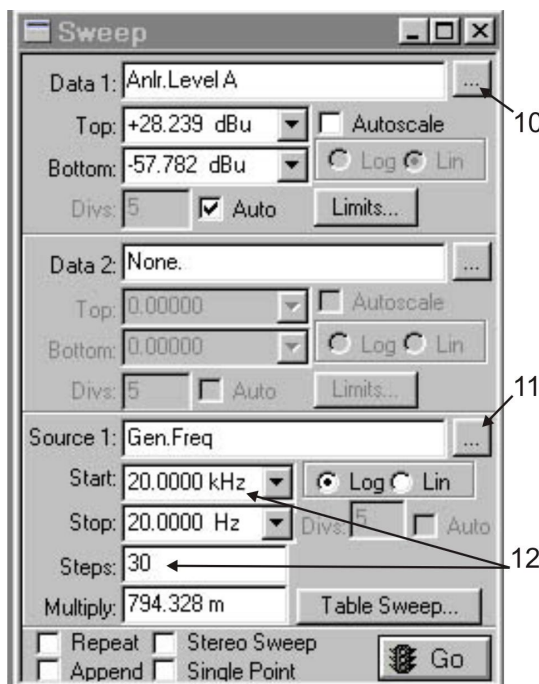 Sweep
Data 1: Anlr.Level A ...
10
Top: +28.239 dBu Autoscale
Bottom: -57.782 dBu Log Lin
Divs: 5 Auto Limits...
Data 2: None. ...
Top: 0.00000 Autoscale
Bottom: 0.00000 Log Lin
Divs: 5 Auto Limits...
11
Source 1: Gen.Freq ...
Start: 20.0000 kHz Log Lin
Stop: 20.0000 Hz Divs: 5 Auto
12
Steps: 30
Multiply: 794.328 m Table Sweep...
Repeat Stereo Sweep
Append Single Point Go